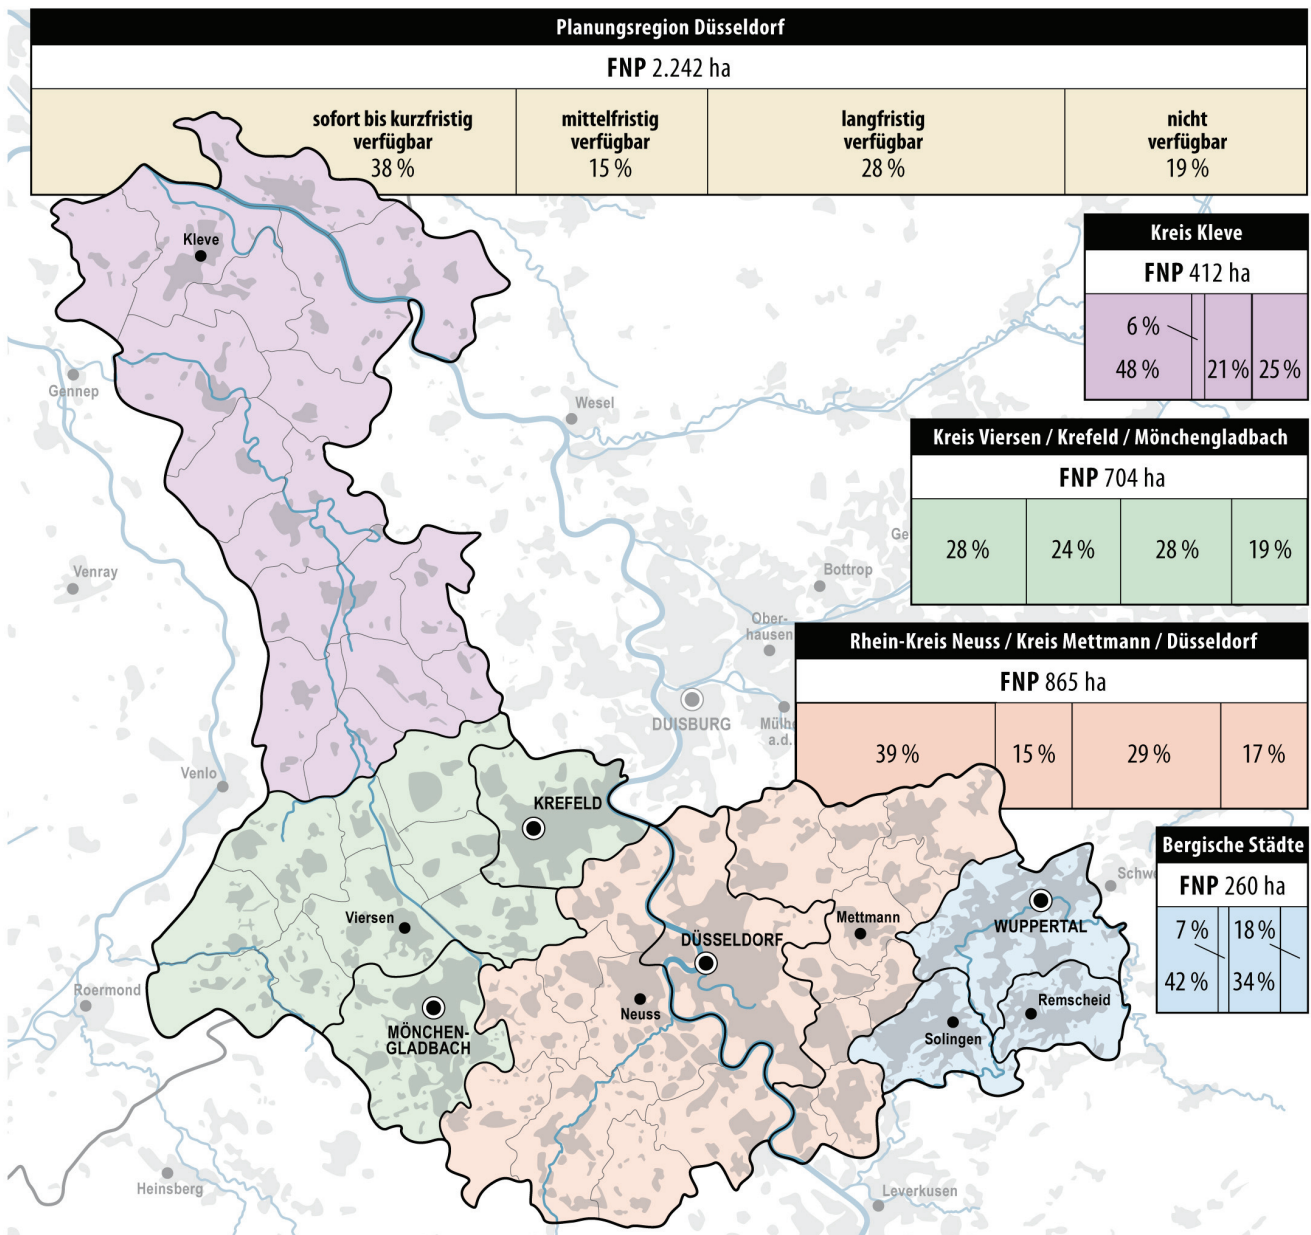 Planungsregion Düsseldorf
FNP 2.242 ha
sofort bis kurzfristig
verfügbar
38 %
mittelfristig
verfügbar
15 %
langfristig
verfügbar
28 %
nicht
verfügbar
19 %
Kreis Kleve
FNP 412 ha
6 %
48 %
21 %
25 %
Kreis Viersen / Krefeld / Mönchengladbach
FNP 704 ha
28 %
24 %
28 %
19 %
Rhein-Kreis Neuss / Kreis Mettmann / Düsseldorf
FNP 865 ha
39 %
15 %
29 %
17 %
Bergische Städte
FNP 260 ha
7 %
18 %
42 %
34 %
Kleve
Gennep
Wesel
Ge
Venray
Bottrop
Ober-
hausen
DUISBURG
Mülhe
a.d.
Venlo
KREFELD
Schwe
Viersen
Mettmann
WUPPERTAL
DÜSSELDORF
Roermond
Neuss
Remscheid
MÖNCHEN-
GLADBACH
Solingen
Heinsberg
Leverkusen